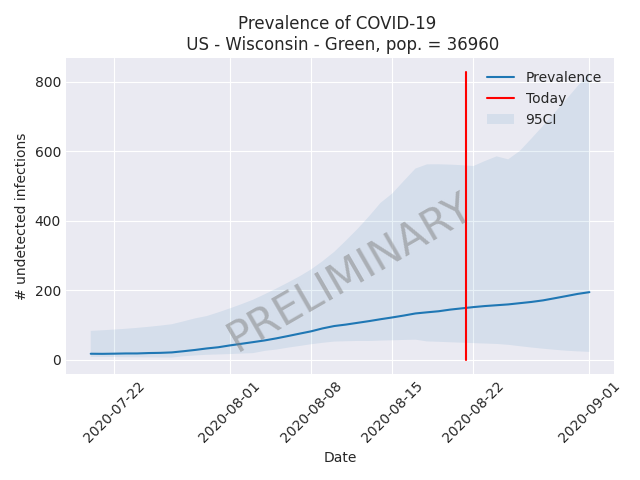 Prevalence of COVID-19
US - Wisconsin - Green, pop. = 36960
Prevalence
Today
95CI
PRELIMINARY
# undetected infections
800
600
400
200
0
2020-07-22
2020-08-01
2020-08-08
2020-08-15
2020-08-22
2020-09-01
Date